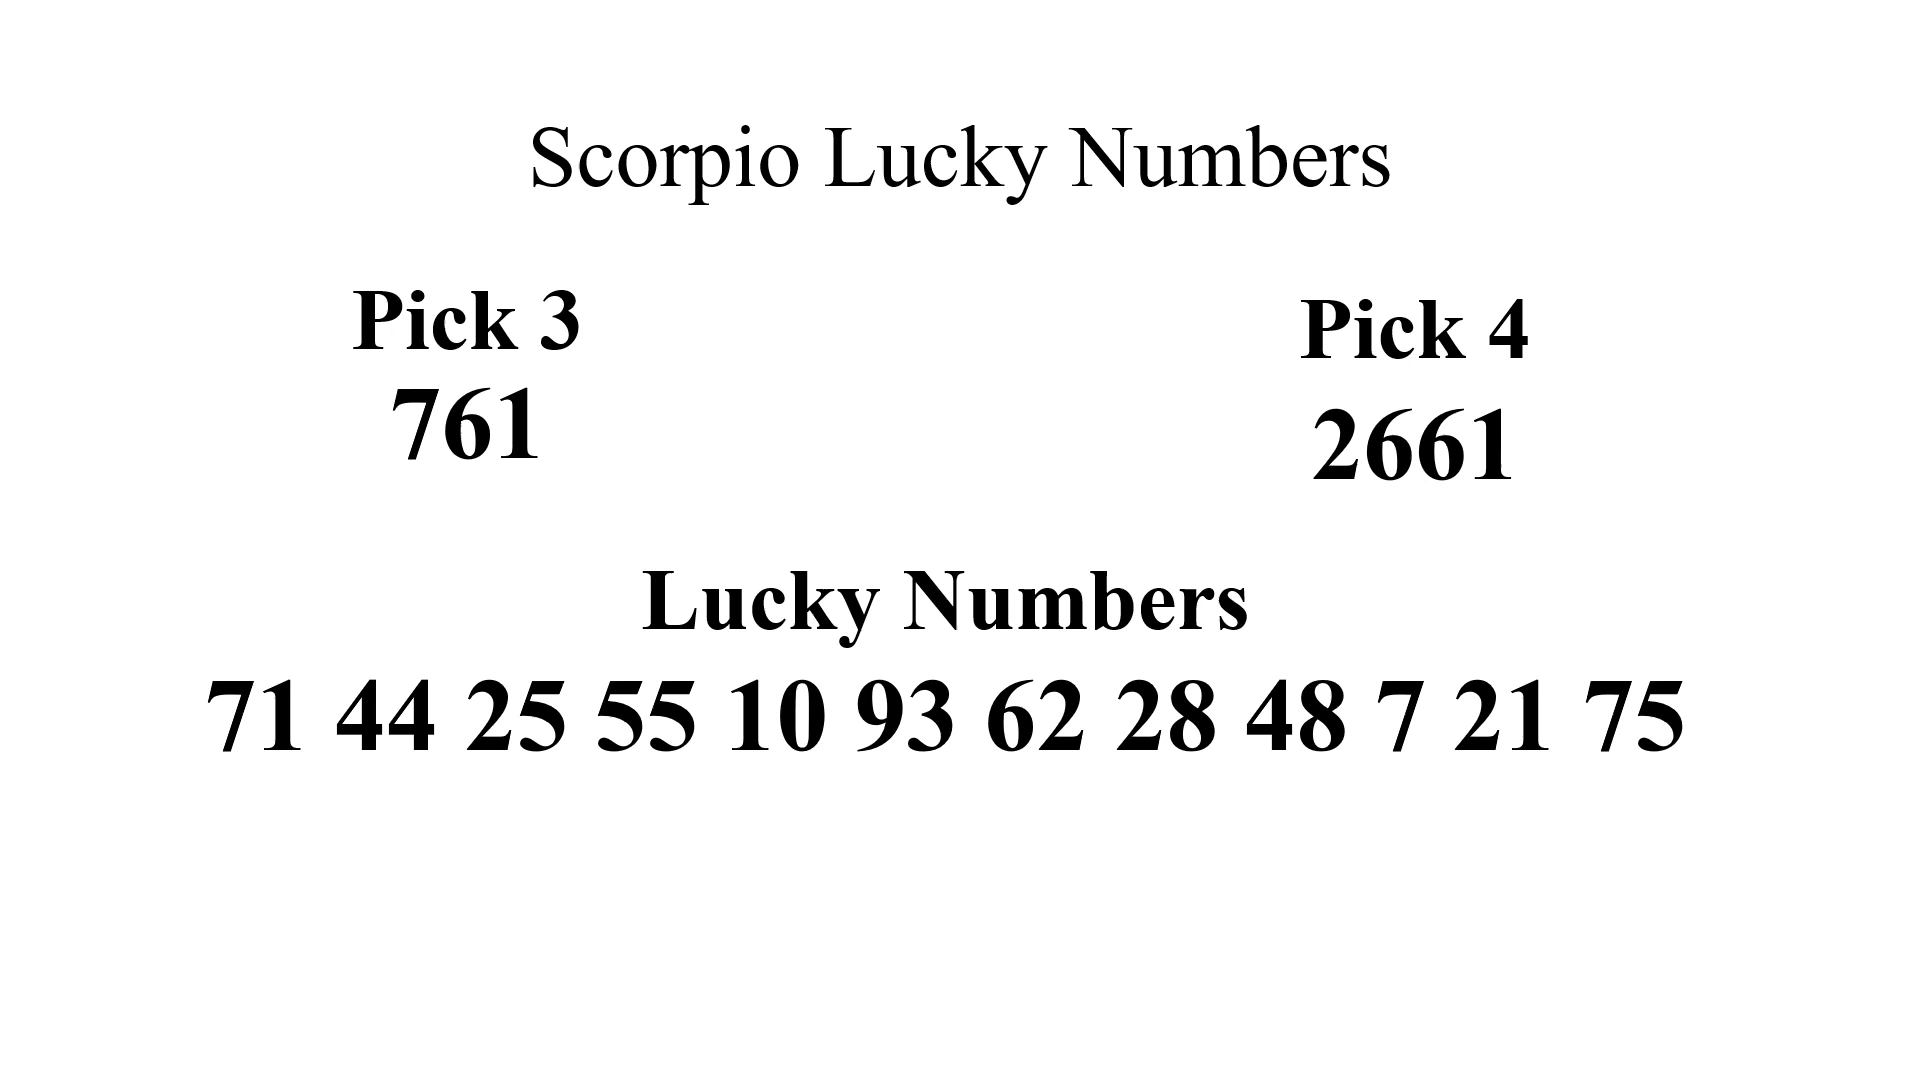 Scorpio Lucky Numbers
Pick 3
761
Pick 4
2661
Lucky Numbers
71 44 25 55 10 93 62 28 48 7 21 75